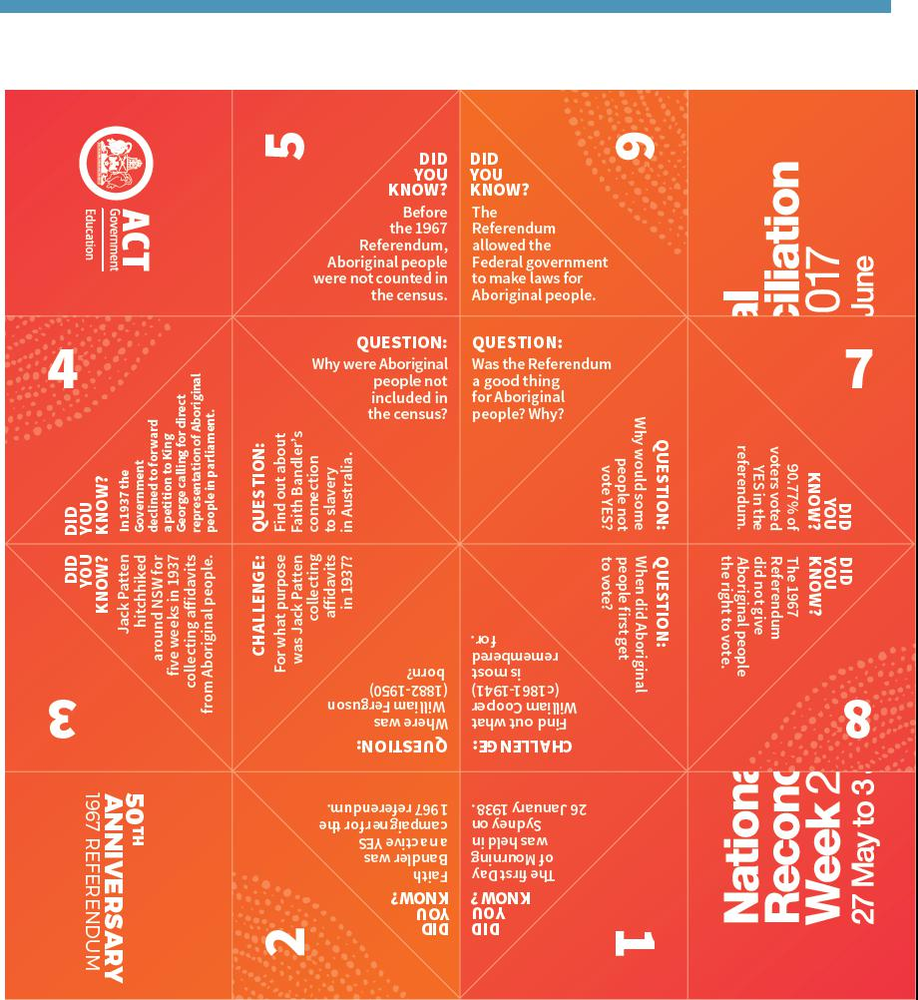 ACT
Government
Education
5
DID
YOU
KNOW?
Before
the 1967
Referendum,
Aboriginal people
were not counted in
the census.
6
DID
YOU
KNOW?
The
Referendum
allowed the
Federal government
to make laws for
Aboriginal people.
al
ciliation
017
June
4
DID
YOU
KNOW?
In 1937 the
Government
declined to forward
a petition to King
George calling for direct
representation of Aboriginal
people in parliament.
QUESTION:
Why were Aboriginal
people not
included in
the census?
QUESTION:
Find out about
Faith Bandler's
connection
to slavery
in Australia.
QUESTION:
Was the Referendum
a good thing
for Aboriginal
people? Why?
QUESTION:
Why would some
people not
vote YES?
7
DID
YOU
KNOW?
90.77% of
voters voted
YES in the
referendum.
DID
YOU
KNOW?
Jack Patten
hitchhiked
around NSW for
five weeks in 1937
collecting affidavits
from Aboriginal people.
3
CHALLENGE:
For what purpose
was Jack Patten
collecting
affidavits
in 1937?
QUESTION:
Where was
William Ferguson
(1882-1950)
born?
CHALLENGE:
Find out what
William Cooper
(c1861-1941)
is most
remembered
for.
QUESTION:
When did Aboriginal
people first get
to vote?
DID
YOU
KNOW?
The 1967
Referendum
did not give
Aboriginal people
the right to vote.
8
50TH
ANNIVERSARY
1967 REFERENDUM
2
DID
YOU
KNOW?
Faith
Bandler was
an active YES
campaigner for the
1967 referendum.
1
DID
YOU
KNOW?
The first Day
of Mourning
was held in
Sydney on
26 January 1938.
Nationa
Reconc
Week 2
27 May to 3